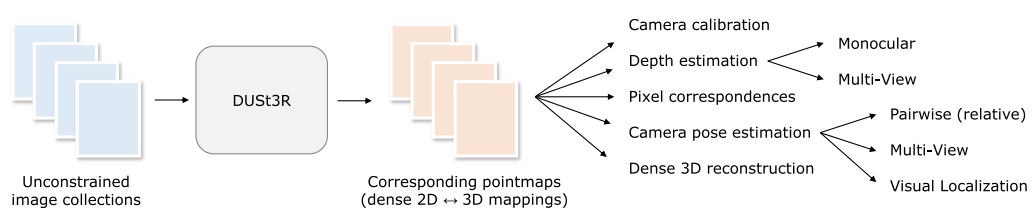 Unconstrained
image collections
DUSt3R
Corresponding pointmaps
(dense 2D ↔ 3D mappings)
Camera calibration
Depth estimation
Monocular
Multi-View
Pixel correspondences
Camera pose estimation
Pairwise (relative)
Multi-View
Visual Localization
Dense 3D reconstruction